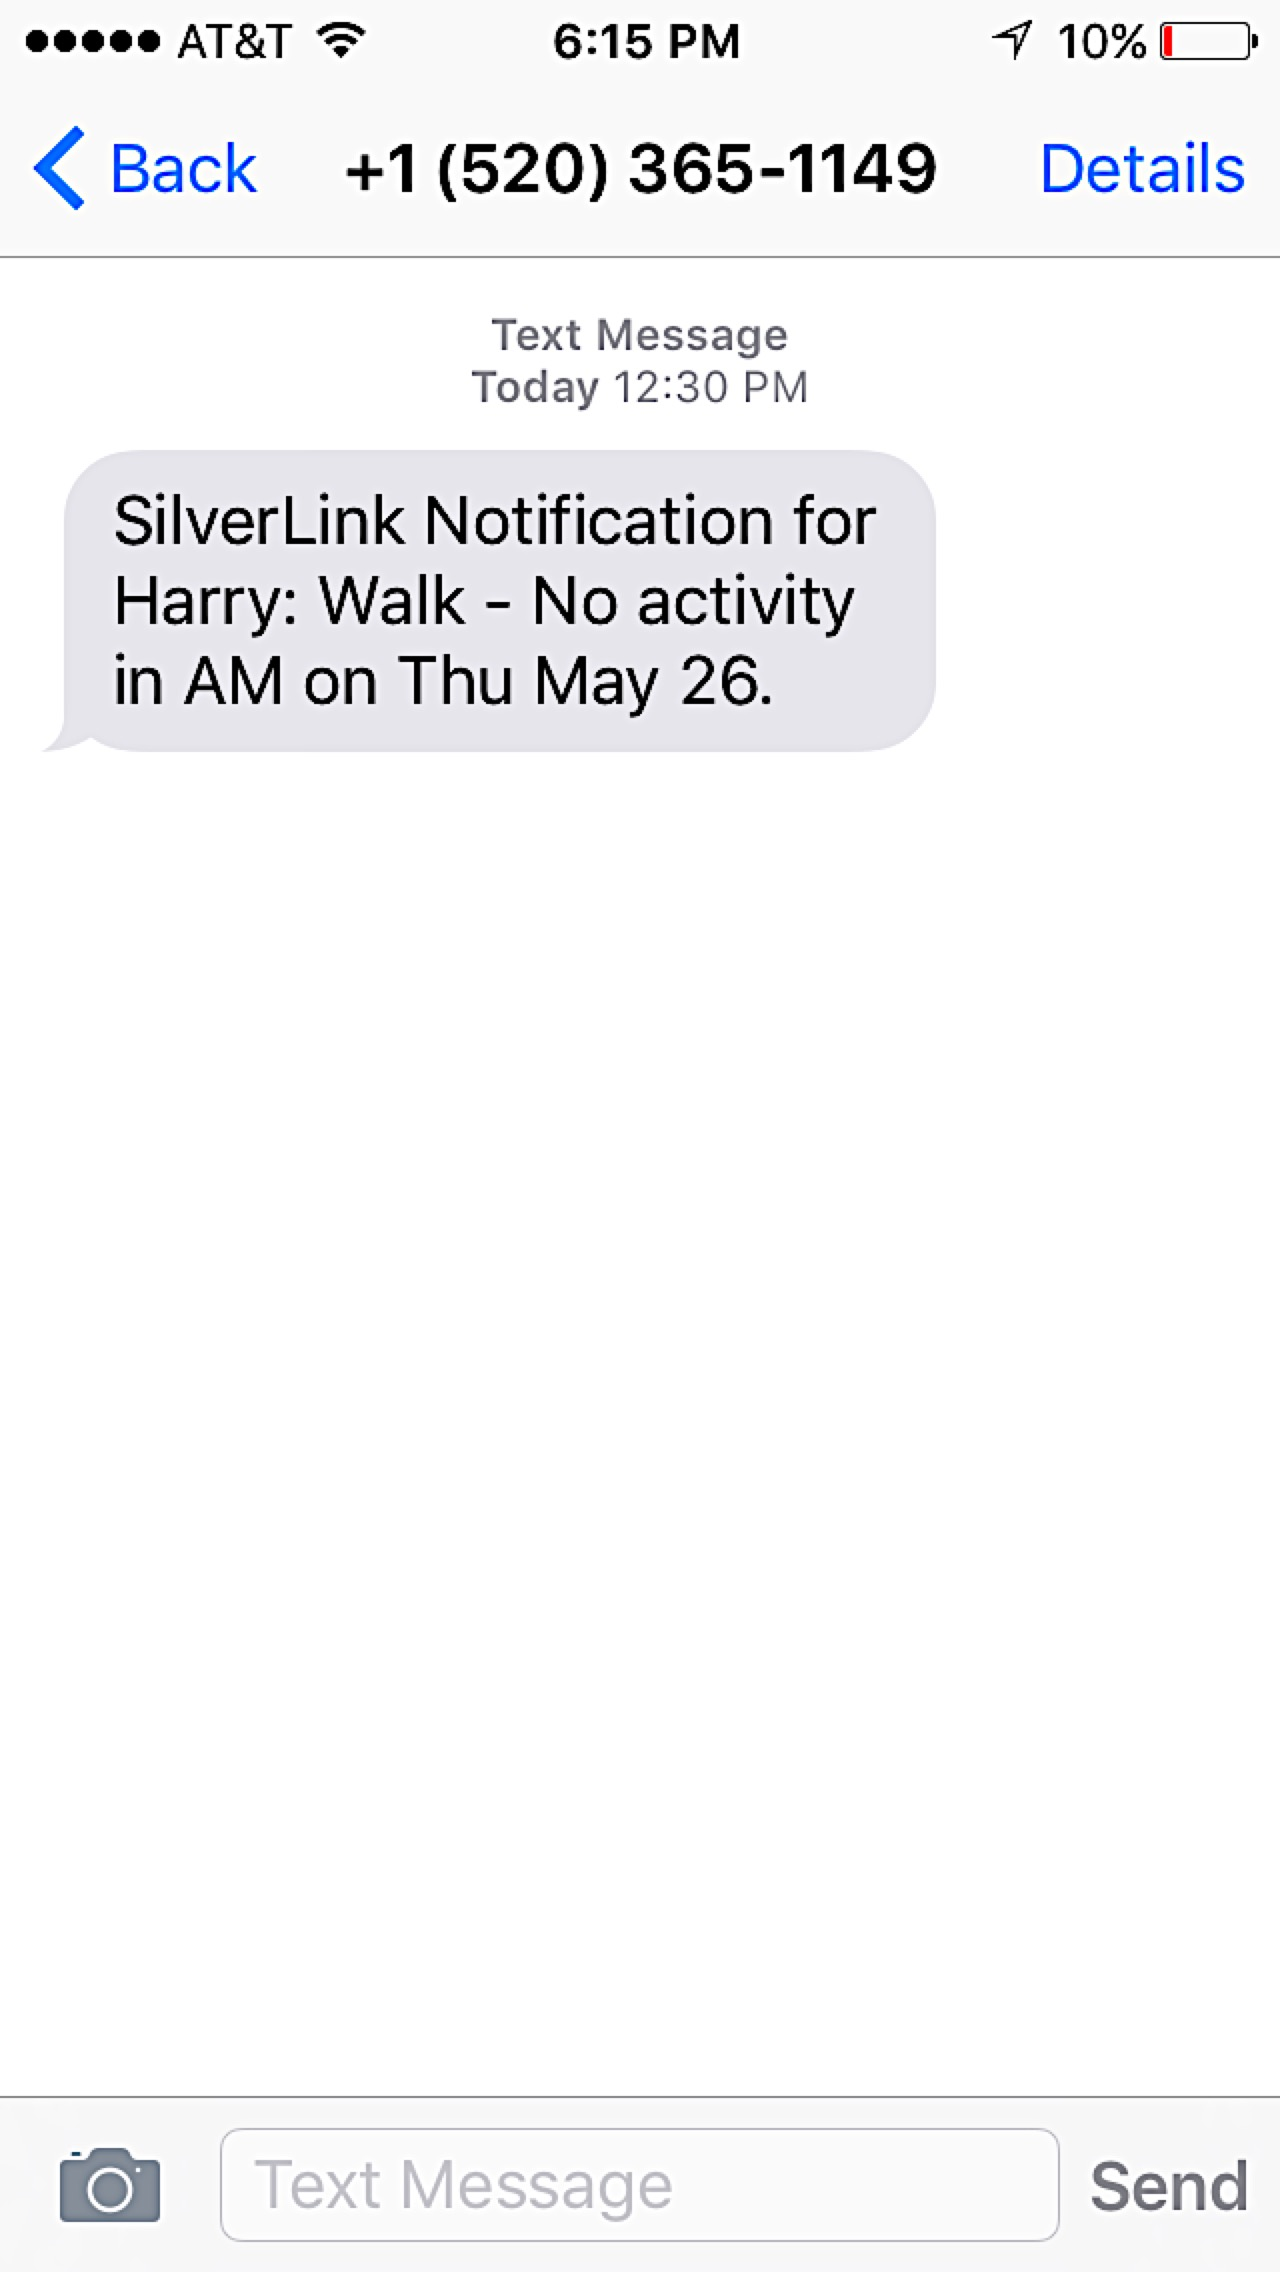 AT&T 6:15 PM 10%
Back +1 (520) 365-1149 Details
Text Message
Today 12:30 PM
SilverLink Notification for
Harry: Walk - No activity
in AM on Thu May 26.
Text Message Send